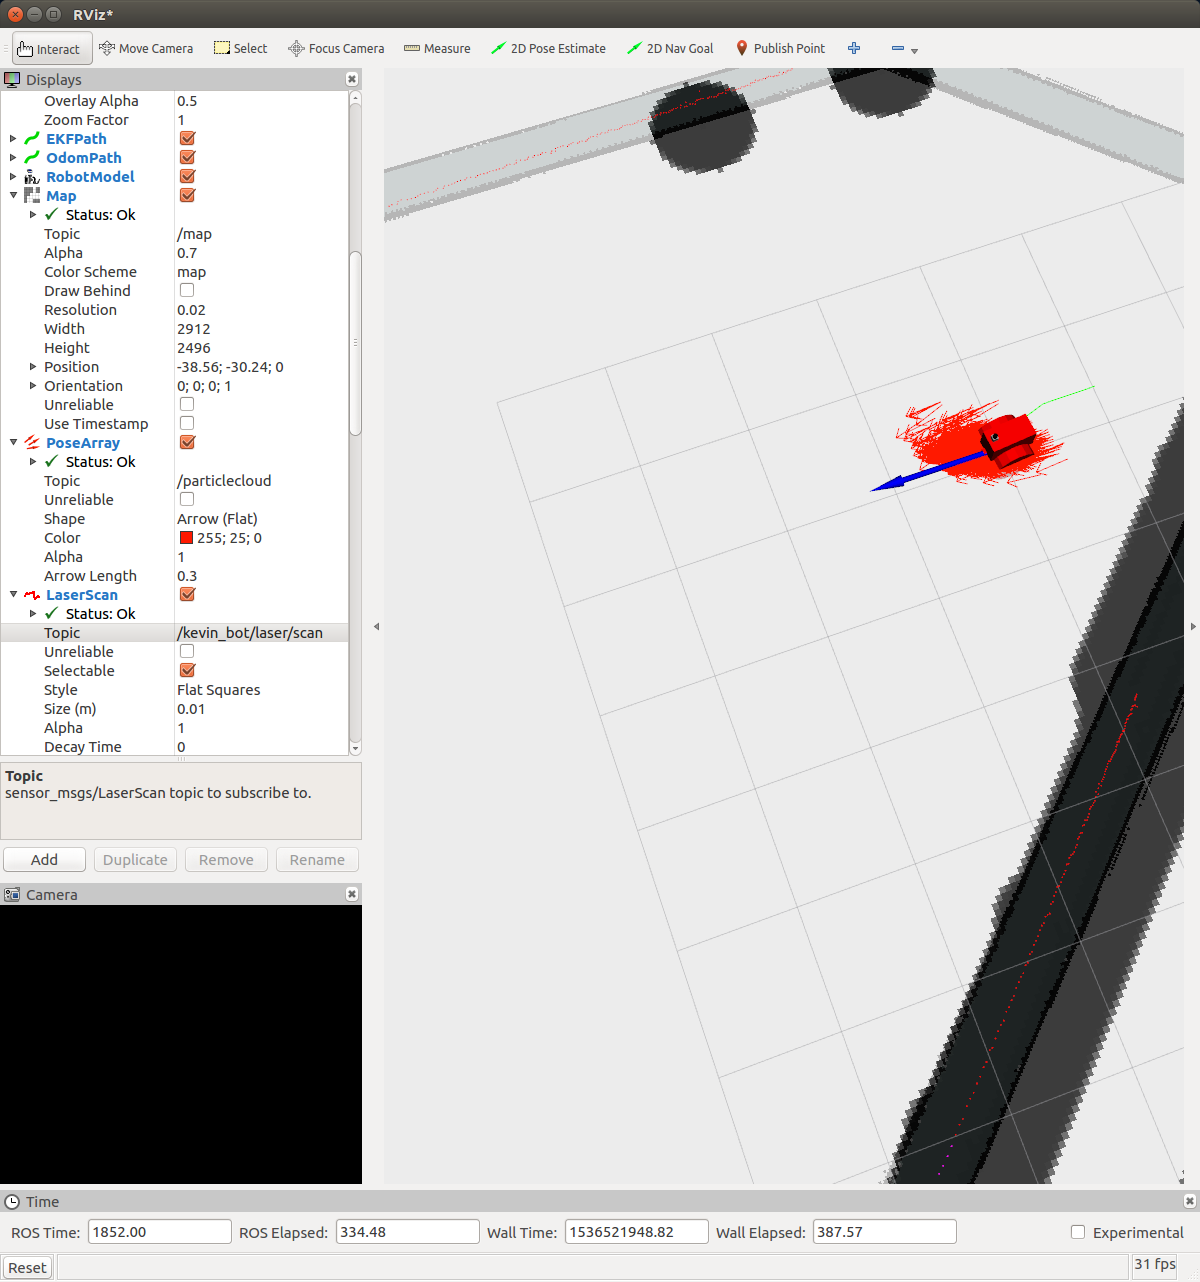 RViz*
Interact Move Camera Select Focus Camera Measure 2D Pose Estimate 2D Nav Goal Publish Point
Displays
Overlay Alpha 0.5
Zoom Factor 1
EKFPath
OdomPath
RobotModel
Map
Status: Ok
Topic /map
Alpha 0.7
Color Scheme map
Draw Behind
Resolution 0.02
Width 2912
Height 2496
Position -38.56; -30.24; 0
Orientation 0; 0; 0; 1
Unreliable
Use Timestamp
PoseArray
Status: Ok
Topic /particlecloud
Unreliable
Shape Arrow (Flat)
Color 255; 25; 0
Alpha 1
Arrow Length 0.3
LaserScan
Status: Ok
Topic /kevin_bot/laser/scan
Unreliable
Selectable
Style Flat Squares
Size (m) 0.01
Alpha 1
Decay Time 0
Topic
sensor_msgs/LaserScan topic to subscribe to.
Add Duplicate Remove Rename
Camera
Time
ROS Time: 1852.00 ROS Elapsed: 334.48 Wall Time: 1536521948.82 Wall Elapsed: 387.57 Experimental
Reset 31 fps